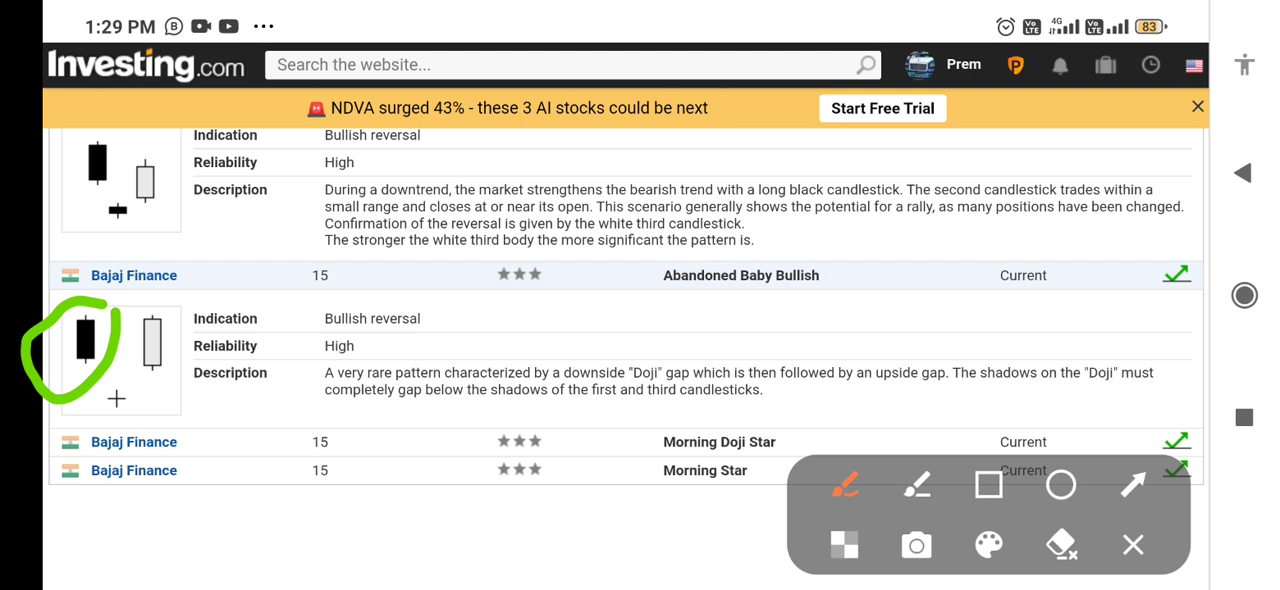 1:29 PM B ...
Vo LTE 4G Vo LTE 83
Investing.com Search the website... Prem P
NDVA surged 43% - these 3 AI stocks could be next Start Free Trial
Indication Bullish reversal
Reliability High
Description During a downtrend, the market strengthens the bearish trend with a long black candlestick. The second candlestick trades within a
small range and closes at or near its open. This scenario generally shows the potential for a rally, as many positions have been changed.
Confirmation of the reversal is given by the white third candlestick.
The stronger the white third body the more significant the pattern is.
Bajaj Finance 15 Abandoned Baby Bullish Current
Indication Bullish reversal
Reliability High
Description A very rare pattern characterized by a downside "Doji" gap which is then followed by an upside gap. The shadows on the "Doji" must
completely gap below the shadows of the first and third candlesticks.
Bajaj Finance 15 Morning Doji Star Current
Bajaj Finance 15 Morning Star Current